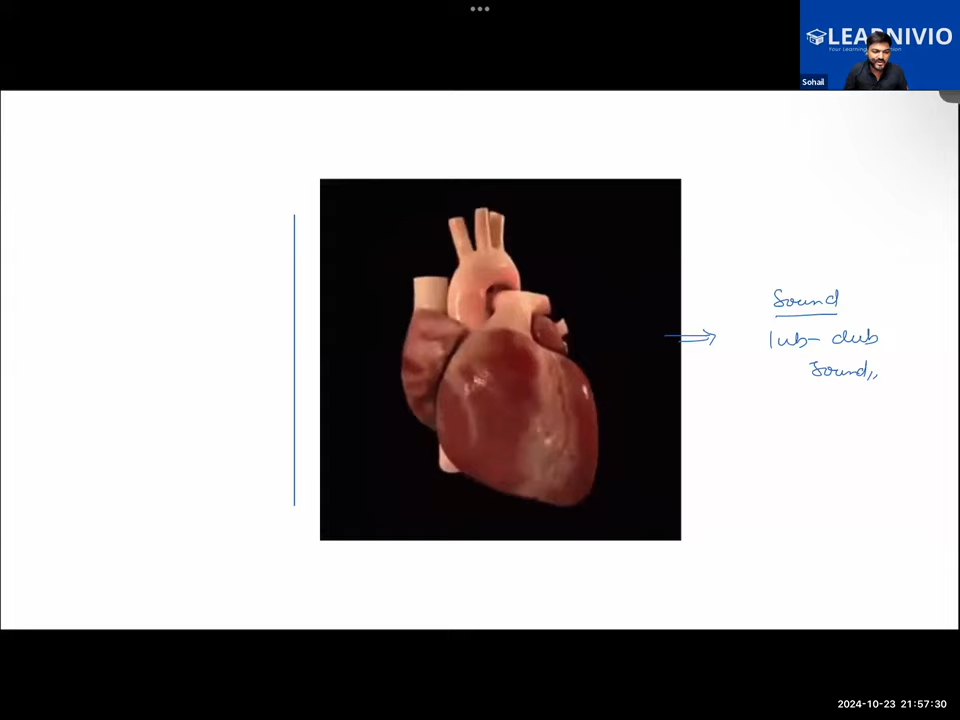 LEARNIVIO
Sohail
Sound
lub- dub
Sound,,
2024-10-23 21:57:30